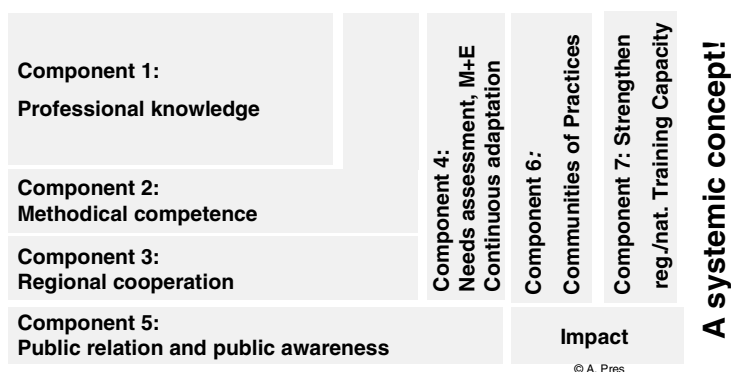 Component 1:
Professional knowledge
Component 2:
Methodical competence
Component 3:
Regional cooperation
Component 4:
Needs assessment, M+E
Continuous adaptation
Component 6:
Communities of Practices
Component 7: Strengthen
reg./nat. Training Capacity
A systemic concept!
Component 5:
Public relation and public awareness
Impact
© A. Pres